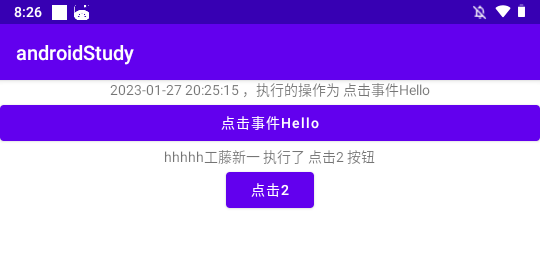 8:26
androidStudy
2023-01-27 20:25:15 ，执行的操作为 点击事件Hello
点击事件Hello
hhhhh工藤新一 执行了 点击2 按钮
点击2